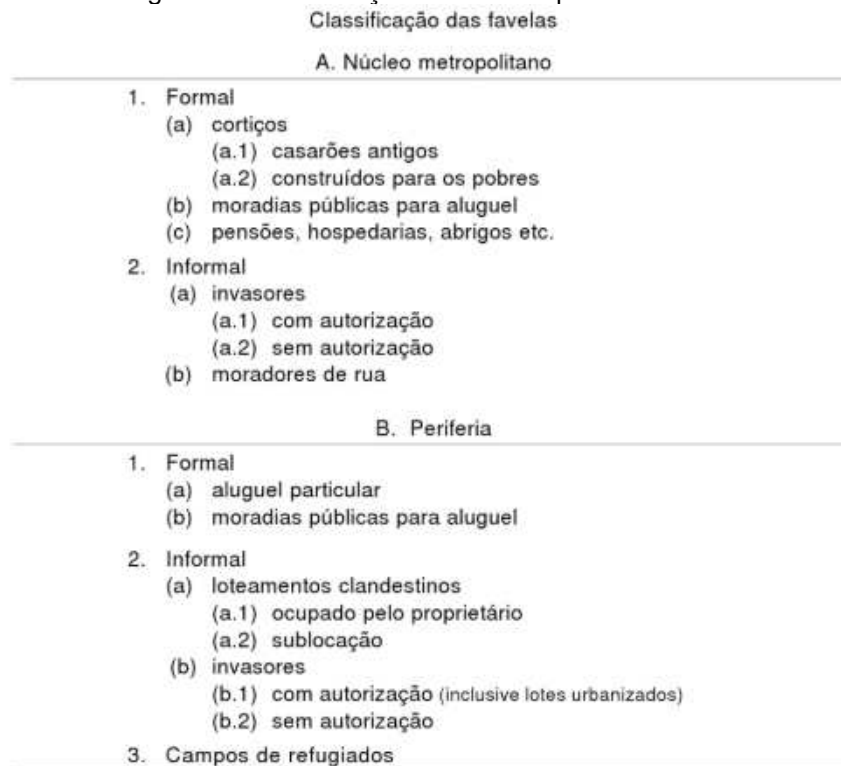 Classificação das favelas
A. Núcleo metropolitano
1. Formal
(a) cortiços
(a.1) casarões antigos
(a.2) construídos para os pobres
(b) moradias públicas para aluguel
(c) pensões, hospedarias, abrigos etc.
2. Informal
(a) invasores
(a.1) com autorização
(a.2) sem autorização
(b) moradores de rua
B. Periferia
1. Formal
(a) aluguel particular
(b) moradias públicas para aluguel
2. Informal
(a) loteamentos clandestinos
(a.1) ocupado pelo proprietário
(a.2) sublocação
(b) invasores
(b.1) com autorização (inclusive lotes urbanizados)
(b.2) sem autorização
3. Campos de refugiados